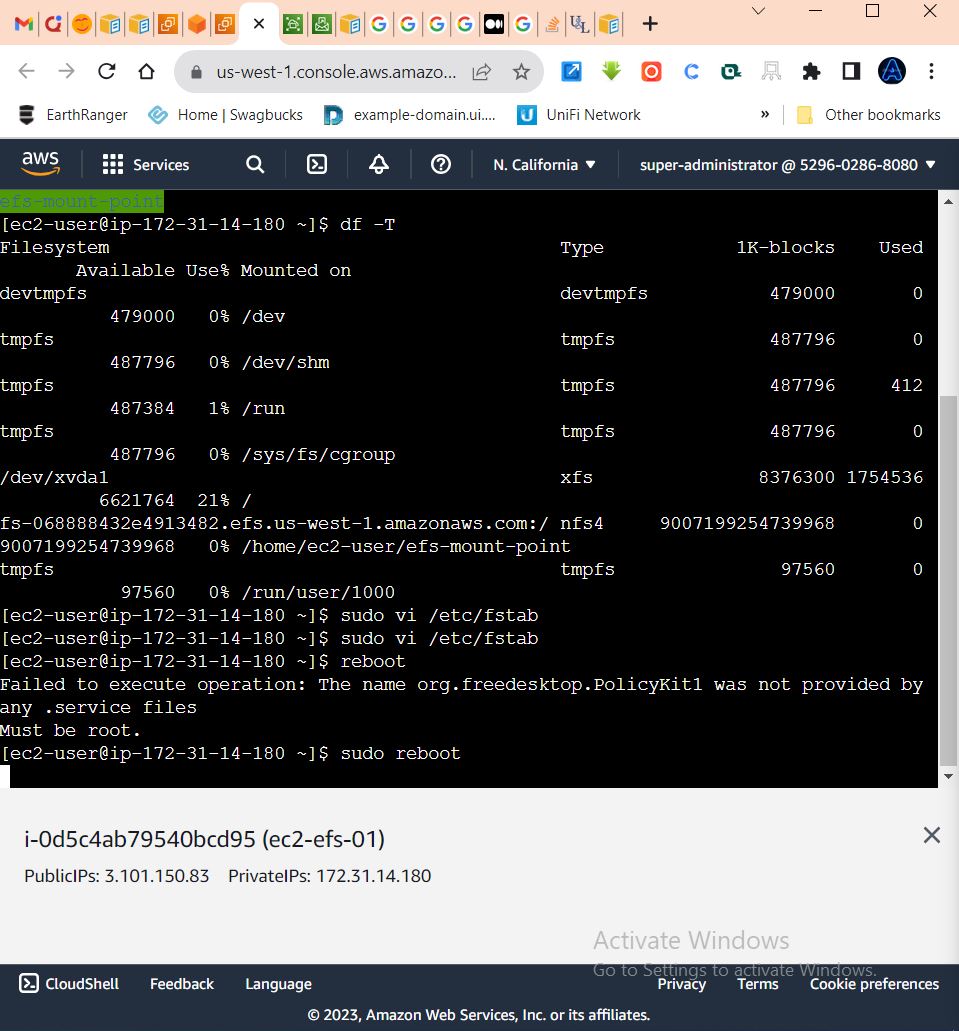 us-west-1.console.aws.amazo...
EarthRanger Home | Swagbucks example-domain.ui.... UniFi Network » Other bookmarks
aws Services N. California ▼ super-administrator @ 5296-0286-8080 ▼
efs-mount-point
[ec2-user@ip-172-31-14-180 ~]$ df -T
Filesystem Type 1K-blocks Used
Available Use% Mounted on
devtmpfs devtmpfs 479000 0
479000 0% /dev
tmpfs tmpfs 487796 0
487796 0% /dev/shm
tmpfs tmpfs 487796 412
487384 1% /run
tmpfs tmpfs 487796 0
487796 0% /sys/fs/cgroup
/dev/xvda1 xfs 8376300 1754536
6621764 21% /
fs-068888432e4913482.efs.us-west-1.amazonaws.com:/ nfs4 9007199254739968 0
9007199254739968 0% /home/ec2-user/efs-mount-point
tmpfs tmpfs 97560 0
97560 0% /run/user/1000
[ec2-user@ip-172-31-14-180 ~]$ sudo vi /etc/fstab
[ec2-user@ip-172-31-14-180 ~]$ sudo vi /etc/fstab
[ec2-user@ip-172-31-14-180 ~]$ reboot
Failed to execute operation: The name org.freedesktop.PolicyKit1 was not provided by
any .service files
Must be root.
[ec2-user@ip-172-31-14-180 ~]$ sudo reboot
i-0d5c4ab79540bcd95 (ec2-efs-01)
PublicIPs: 3.101.150.83 PrivateIPs: 172.31.14.180
Activate Windows
Go to Settings to activate Windows.
CloudShell Feedback Language Privacy Terms Cookie preferences
© 2023, Amazon Web Services, Inc. or its affiliates.